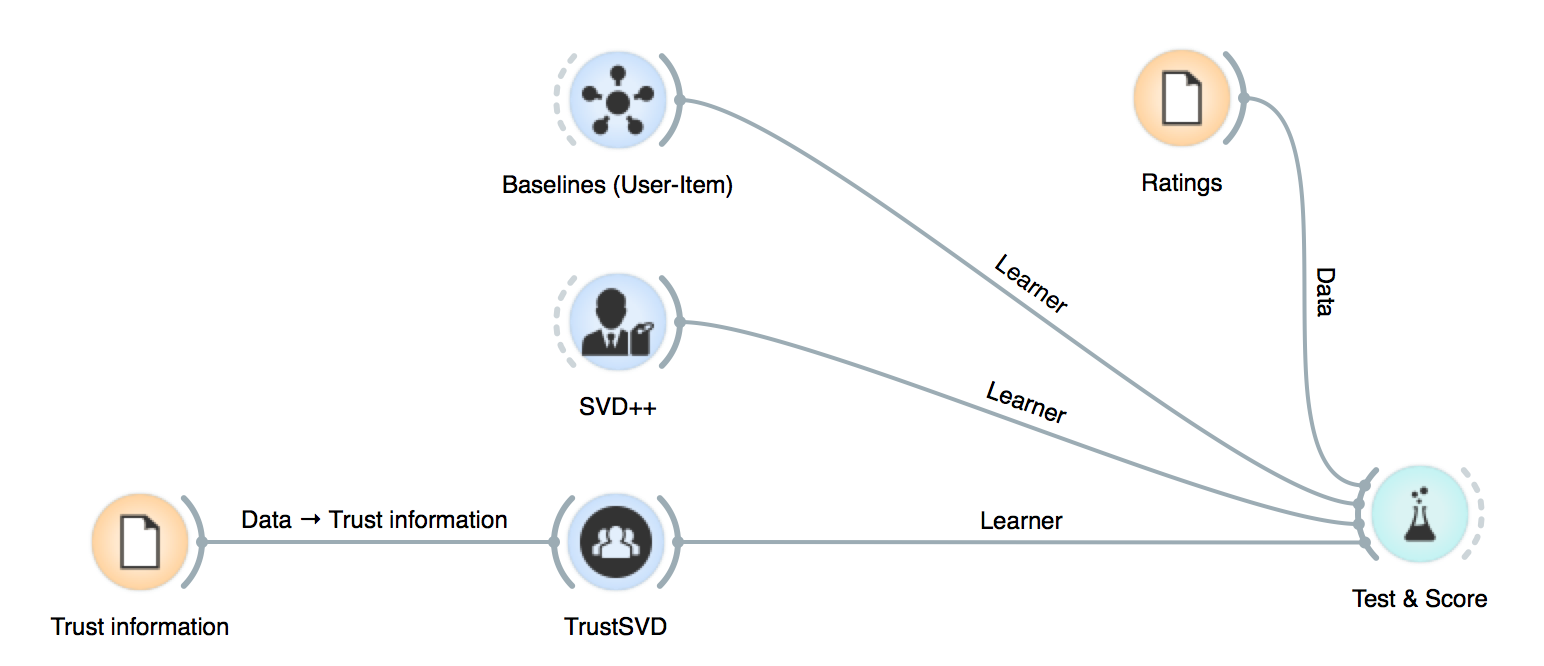 Baselines (User-Item)
Ratings
Learner
Data
SVD++
Learner
Data → Trust information
Learner
Trust information
TrustSVD
Test & Score